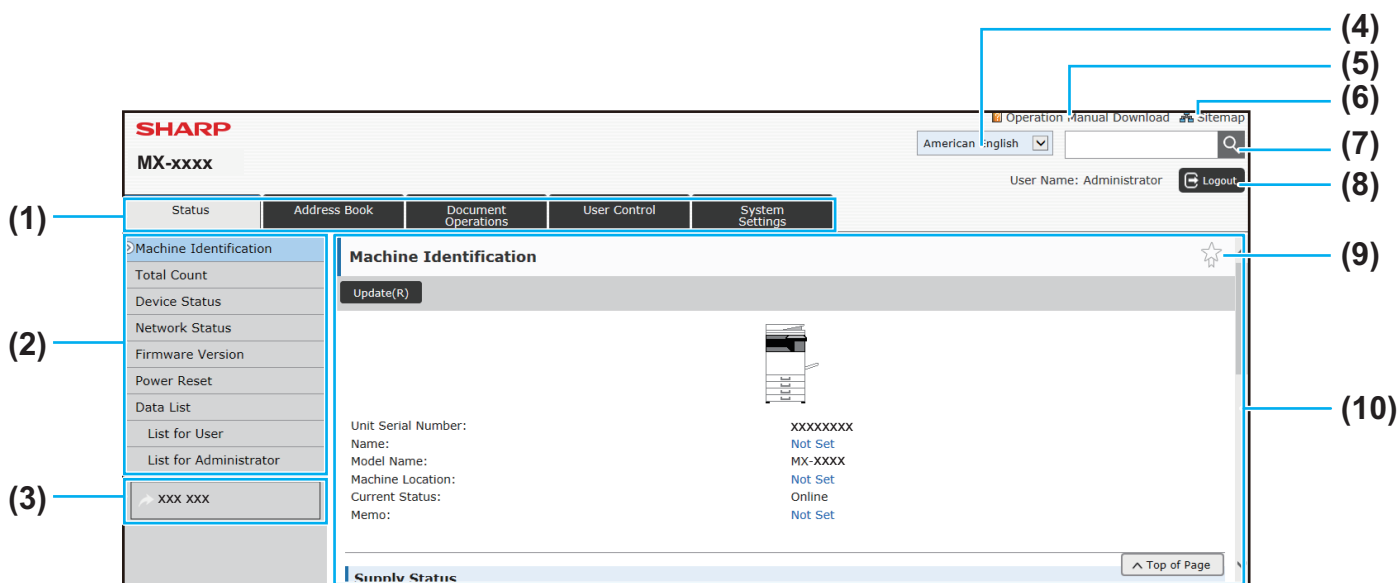 (4)
(5)
(6)
SHARP
Operation Manual Download Sitemap
American English
(7)
MX-xxxx
User Name: Administrator Logout
(8)
(1)
Status Address Book Document Operations User Control System Settings
Machine Identification
Total Count
Device Status
Network Status
Firmware Version
Power Reset
Data List
List for User
List for Administrator
(2)
(3)
xxx xxx
Machine Identification
(9)
Update(R)
(10)
Unit Serial Number: xxxxxxxx
Name: Not Set
Model Name: MX-xxxx
Machine Location: Not Set
Current Status: Online
Memo: Not Set
Top of Page
Supply Status